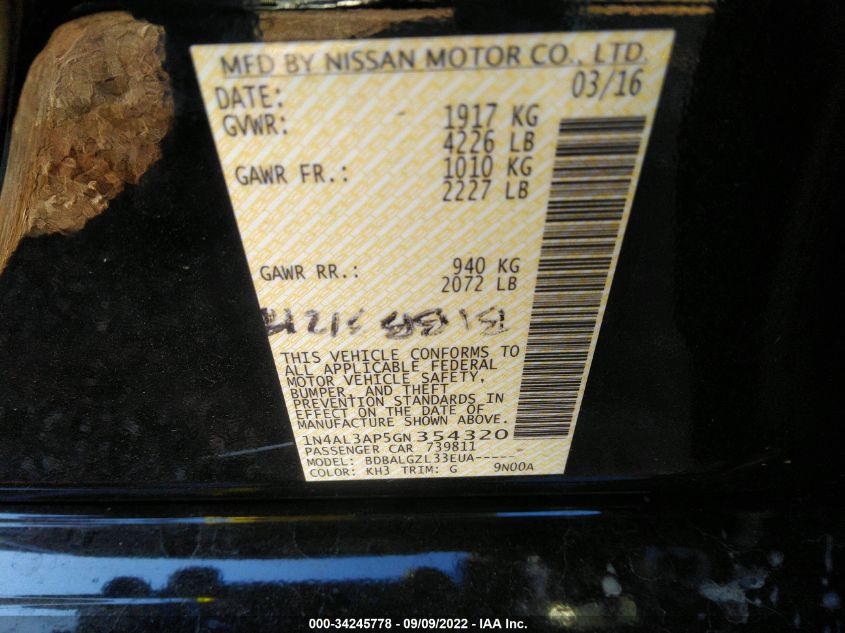 MFD BY NISSAN MOTOR CO., LTD.
DATE: 03/16
GVWR: 1917 KG
4226 LB
GAWR FR.: 1010 KG
2227 LB
GAWR RR.: 940 KG
2072 LB
THIS VEHICLE CONFORMS TO
ALL APPLICABLE FEDERAL
MOTOR VEHICLE SAFETY,
BUMPER, AND THEFT
PREVENTION STANDARDS IN
EFFECT ON THE DATE OF
MANUFACTURE SHOWN ABOVE.
1N4AL3AP5GN354320
PASSENGER CAR 739811
MODEL: BDBALGZL33EUA-----
COLOR: KH3 TRIM: G 9N00A
000-34245778 - 09/09/2022 - IAA Inc.